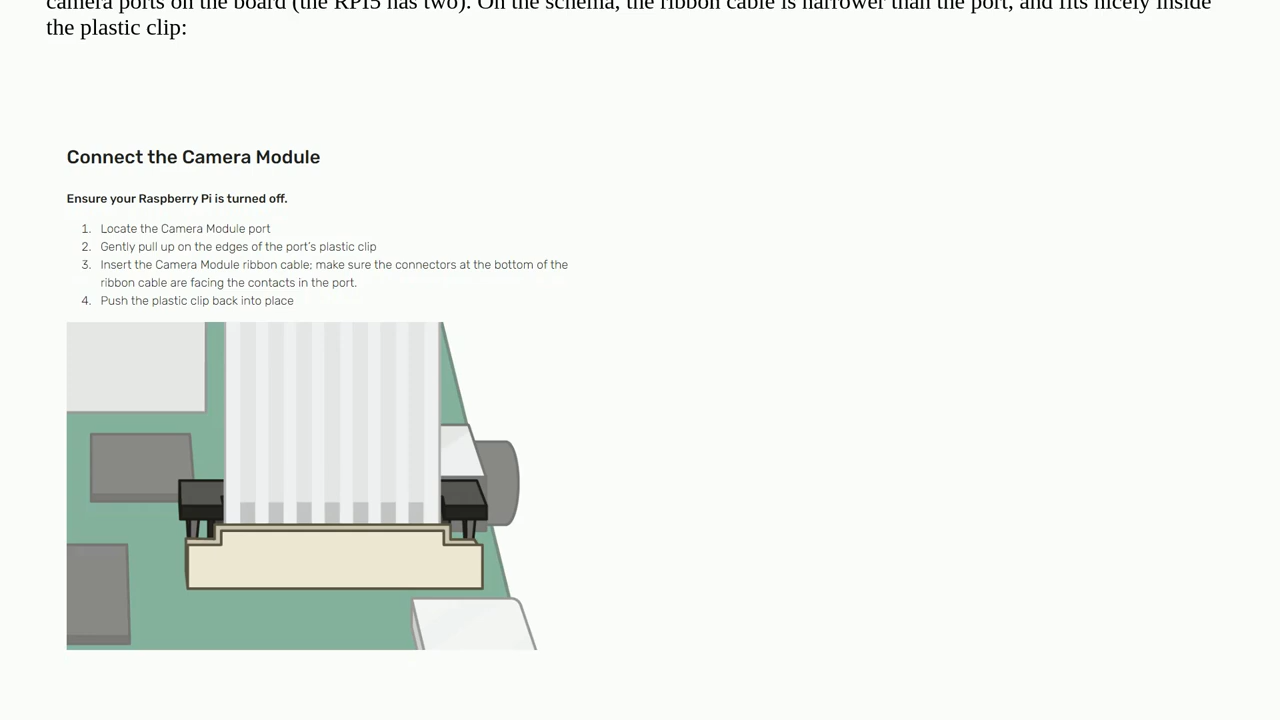 camera ports on the board (the RPI5 has two). On the schema, the ribbon cable is narrower than the port, and fits nicely inside
the plastic clip:
Connect the Camera Module
Ensure your Raspberry Pi is turned off.
1. Locate the Camera Module port
2. Gently pull up on the edges of the port's plastic clip
3. Insert the Camera Module ribbon cable; make sure the connectors at the bottom of the
ribbon cable are facing the contacts in the port.
4. Push the plastic clip back into place